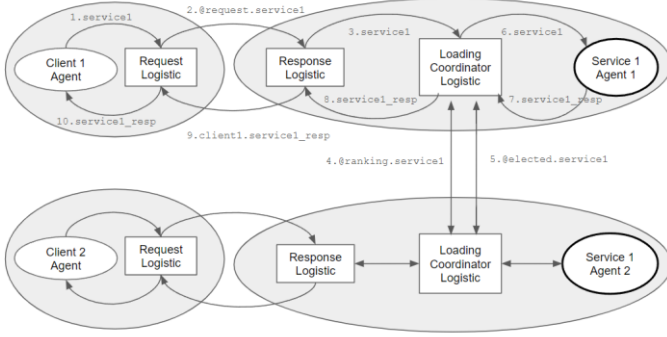 1.service1
2.@request.service1
3.service1
6.service1
Client 1
Agent
Request
Logistic
Response
Logistic
Loading
Coordinator
Logistic
Service 1
Agent 1
8.service1_resp
7.service1_resp
10.service1_resp
9.client1.service1_resp
4.@ranking.service1
5.@elected.service1
Client 2
Agent
Request
Logistic
Response
Logistic
Loading
Coordinator
Logistic
Service 1
Agent 2